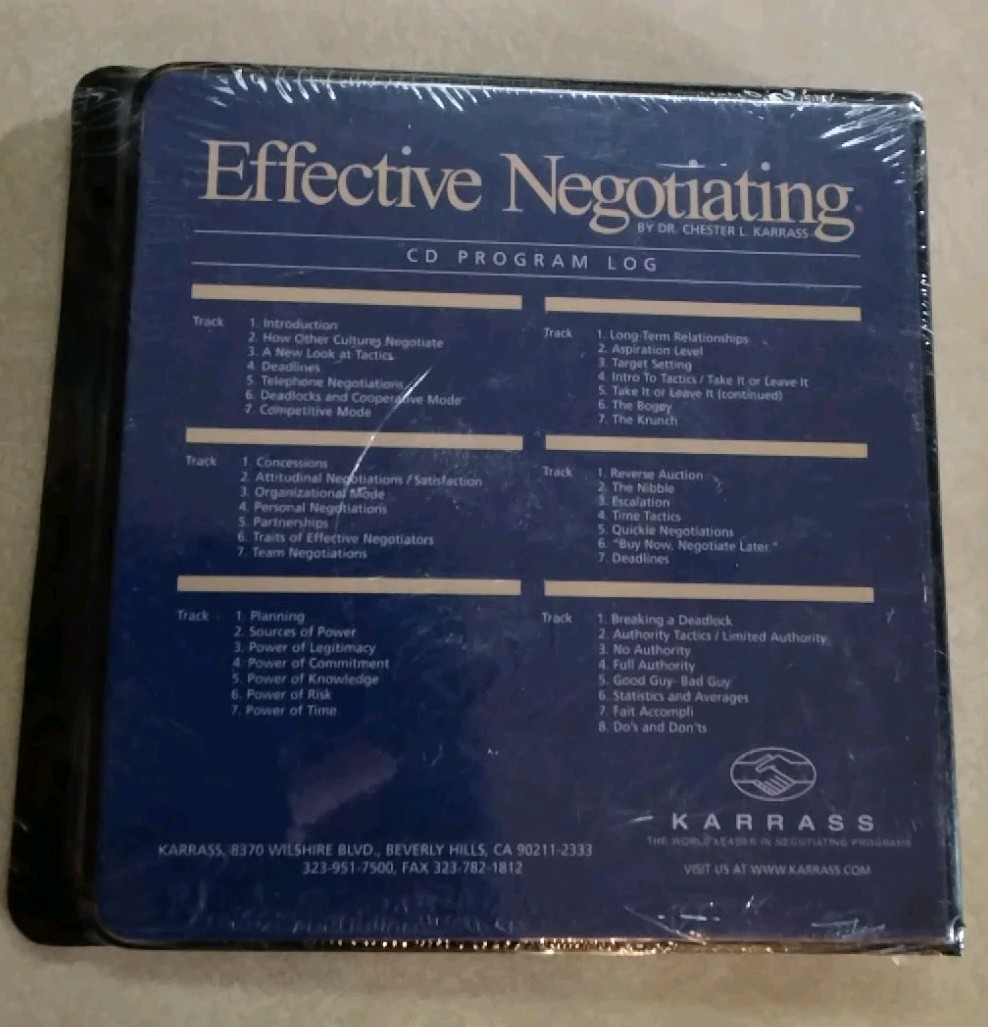 Effective Negotiating
BY DR. CHESTER L. KARRASS
CD PROGRAM LOG
Track 1. Introduction
2. How Other Cultures Negotiate
3. A New Look at Tactics
4. Deadlines
5. Telephone Negotiations
6. Deadlocks and Cooperative Mode
7. Competitive Mode
Track 1. Concessions
2. Attitudinal Negotiations / Satisfaction
3. Organizational Mode
4. Personal Negotiations
5. Partnerships
6. Traits of Effective Negotiators
7. Team Negotiations
Track 1. Planning
2. Sources of Power
3. Power of Legitimacy
4. Power of Commitment
5. Power of Knowledge
6. Power of Risk
7. Power of Time
Track 1. Long-Term Relationships
2. Aspiration Level
3. Target Setting
4. Intro To Tactics / Take It or Leave It
5. Take It or Leave It (continued)
6. The Bogey
7. The Krunch
Track 1. Reverse Auction
2. The Nibble
3. Escalation
4. Time Tactics
5. Quickie Negotiations
6. "Buy Now, Negotiate Later"
7. Deadlines
Track 1. Breaking a Deadlock
2. Authority Tactics / Limited Authority
3. No Authority
4. Full Authority
5. Good Guy- Bad Guy
6. Statistics and Averages
7. Fait Accompli
8. Do's and Don'ts
KARRASS
THE WORLD LEADER IN NEGOTIATING PROGRAMS
KARRASS, 8370 WILSHIRE BLVD., BEVERLY HILLS, CA 90211-2333
323-951-7500, FAX 323-782-1812
VISIT US AT WWW.KARRASS.COM